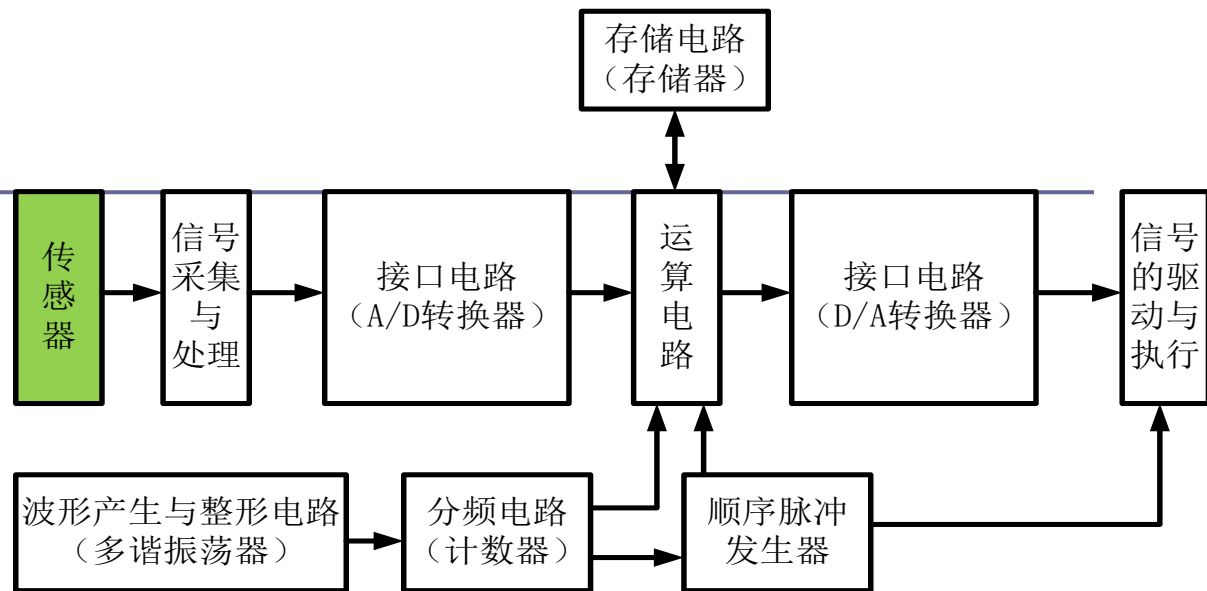 存储电路
（存储器）
传
感
器
信号
采集
与
处理
接口电路
（A/D转换器）
运
算
电
路
接口电路
（D/A转换器）
信号
的驱
动与
执行
波形产生与整形电路
（多谐振荡器）
分频电路
（计数器）
顺序脉冲
发生器